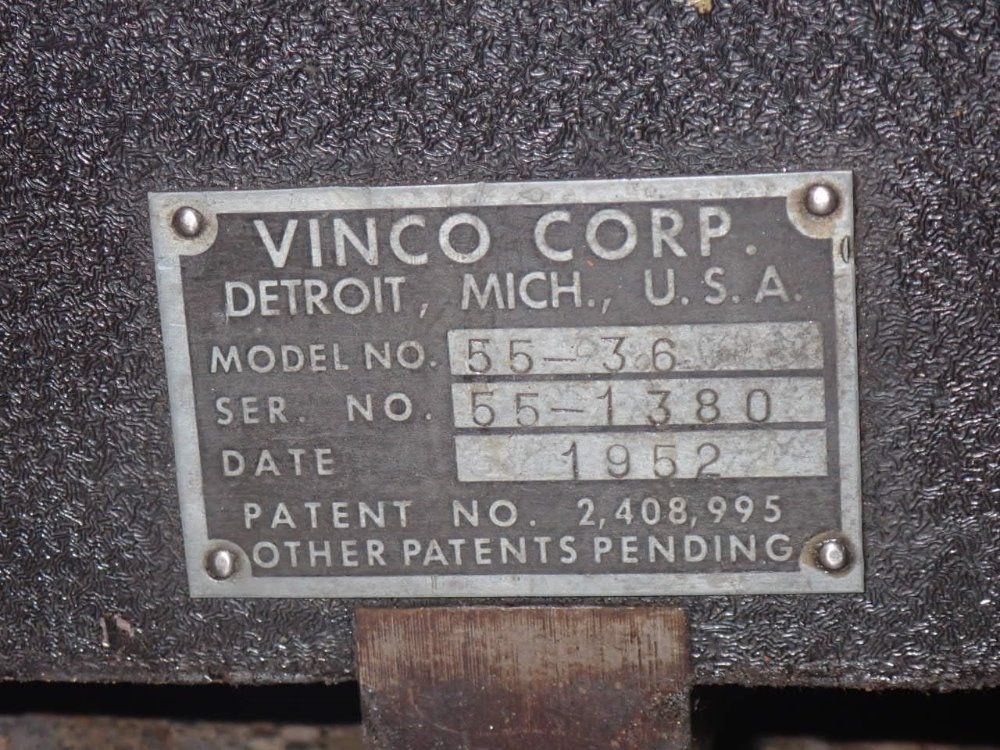 VINCO CORP.
DETROIT, MICH., U.S.A.
MODEL NO. 55-36
SER. NO. 55-1380
DATE 1952
PATENT NO. 2,408,995
OTHER PATENTS PENDING